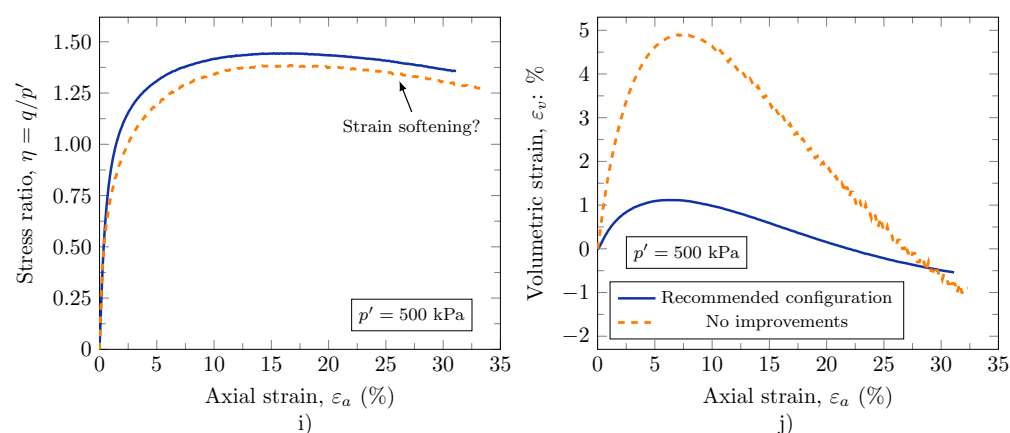 1.50
1.25
1.00
0.75
0.50
0.25
0
Stress ratio, η = q/p′
Strain softening?
p′ = 500 kPa
0 5 10 15 20 25 30 35
Axial strain, εₐ (%)
i)
5
4
3
2
1
0
−1
−2
Volumetric strain, εᵥ: %
p′ = 500 kPa
Recommended configuration
No improvements
0 5 10 15 20 25 30 35
Axial strain, εₐ (%)
j)